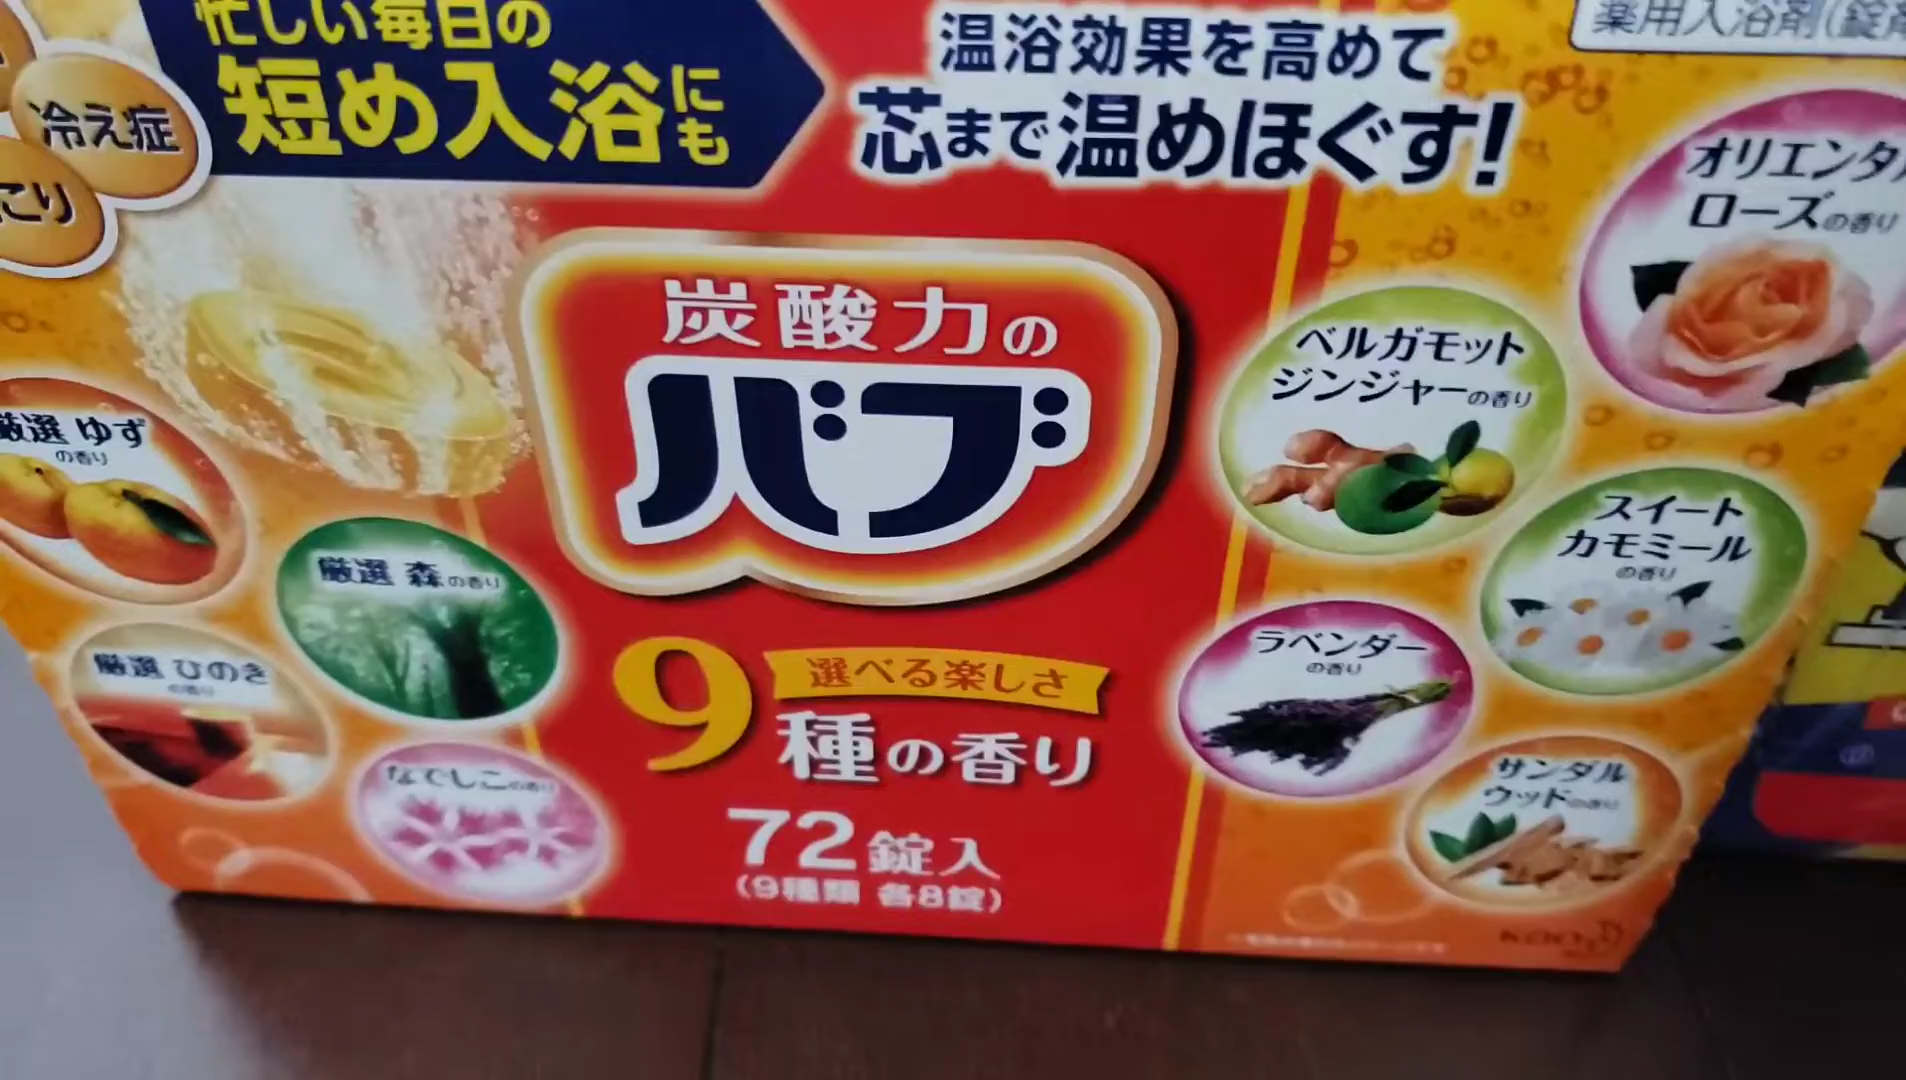 忙しい毎日の
短め入浴にも
温浴効果を高めて
芯まで温めほぐす!
薬用入浴剤(錠剤
冷え症
こり
炭酸力の
バブ
選べる楽しさ
9種の香り
72錠入
(9種類 各8錠)
厳選 ゆず
の香り
厳選 森の香り
厳選 ひのき
の香り
なでしこの香り
オリエンタル
ローズの香り
ベルガモット
ジンジャーの香り
スイート
カモミール
の香り
ラベンダー
の香り
サンダル
ウッドの香り
kao